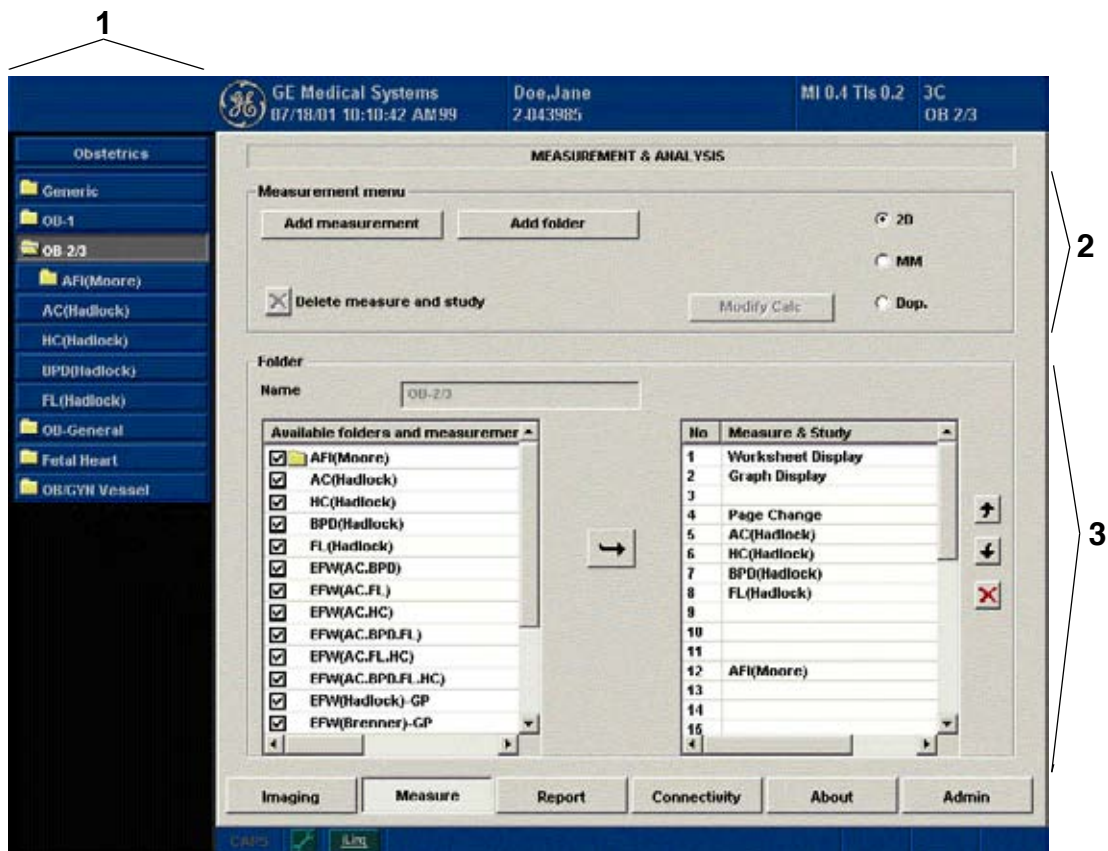 1
GE Medical Systems
07/18/01 10:10:42 AM 99
Doe,Jane
2-043985
MI 0.4 TIs 0.2
3C
OB 2/3
Obstetrics
Generic
OB-1
OB-2/3
AFI(Moore)
AC(Hadlock)
HC(Hadlock)
BPD(Hadlock)
FL(Hadlock)
OB-General
Fetal Heart
OB/GYN Vessel
MEASUREMENT & ANALYSIS
Measurement menu
Add measurement
Add folder
2D
MM
Dop.
Delete measure and study
Modify Calc
2
Folder
Name
OB-2/3
Available folders and measuremer
AFI(Moore)
AC(Hadlock)
HC(Hadlock)
BPD(Hadlock)
FL(Hadlock)
EFW(AC.BPD)
EFW(AC.FL)
EFW(AC.HC)
EFW(AC.BPD.FL)
EFW(AC.FL.HC)
EFW(AC.BPD.FL.HC)
EFW(Hadlock)-GP
EFW(Brenner)-GP
No Measure & Study
1 Worksheet Display
2 Graph Display
3
4 Page Change
5 AC(Hadlock)
6 HC(Hadlock)
7 BPD(Hadlock)
8 FL(Hadlock)
9
10
11
12 AFI(Moore)
13
14
15
3
Imaging
Measure
Report
Connectivity
About
Admin
CAPS
iLinq